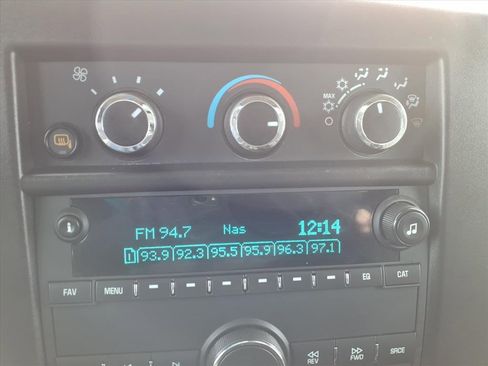 MAX
FM 94.7 Nas 12:14
1 93.9 92.3 95.5 95.9 96.3 97.1
FAV MENU EQ CAT
REV FWD SRCE